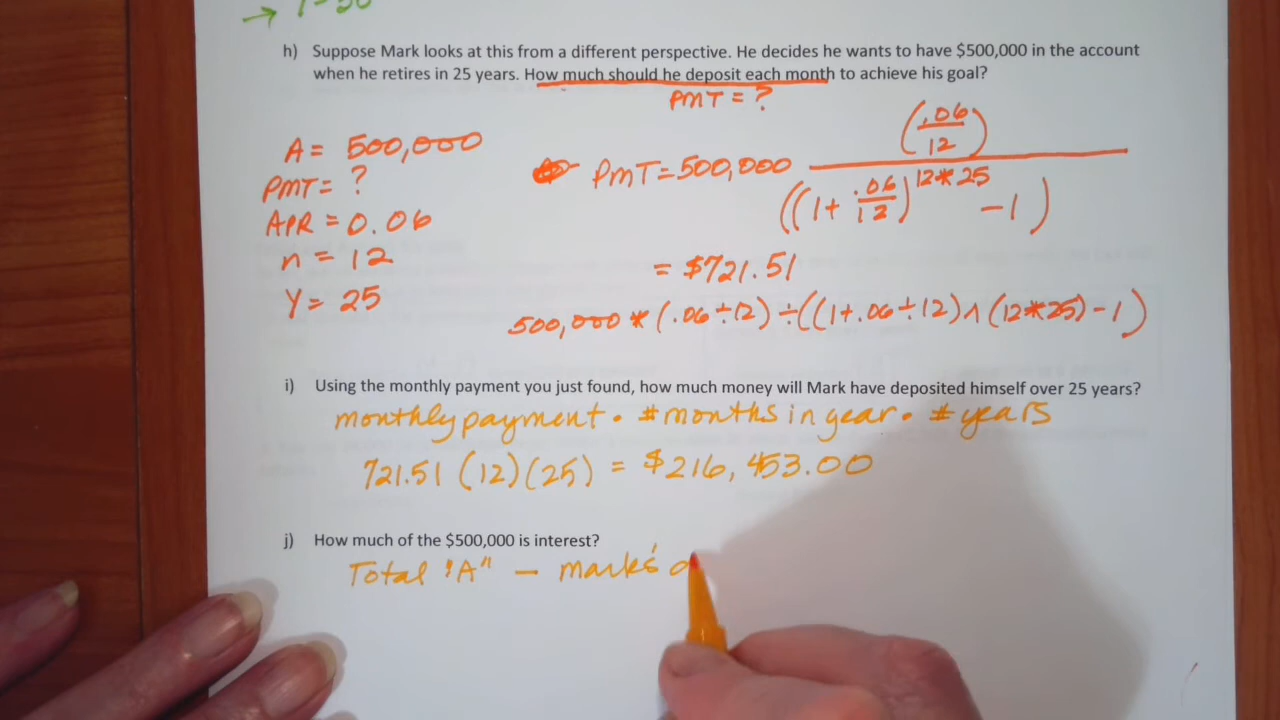 h) Suppose Mark looks at this from a different perspective. He decides he wants to have $500,000 in the account
when he retires in 25 years. How much should he deposit each month to achieve his goal?
PMT = ?
A = 500,000
PMT = ?
APR = 0.06
n = 12
Y = 25
PMT = 500,000 (.06/12) / ((1 + .06/12)^12*25 - 1)
= $721.51
500,000 * (.06 ÷ 12) ÷ ((1 + .06 ÷ 12) ^ (12 * 25) - 1)
i) Using the monthly payment you just found, how much money will Mark have deposited himself over 25 years?
monthly payment · # months in year · # years
721.51 (12)(25) = $216,453.00
j) How much of the $500,000 is interest?
Total "A" - Mark's